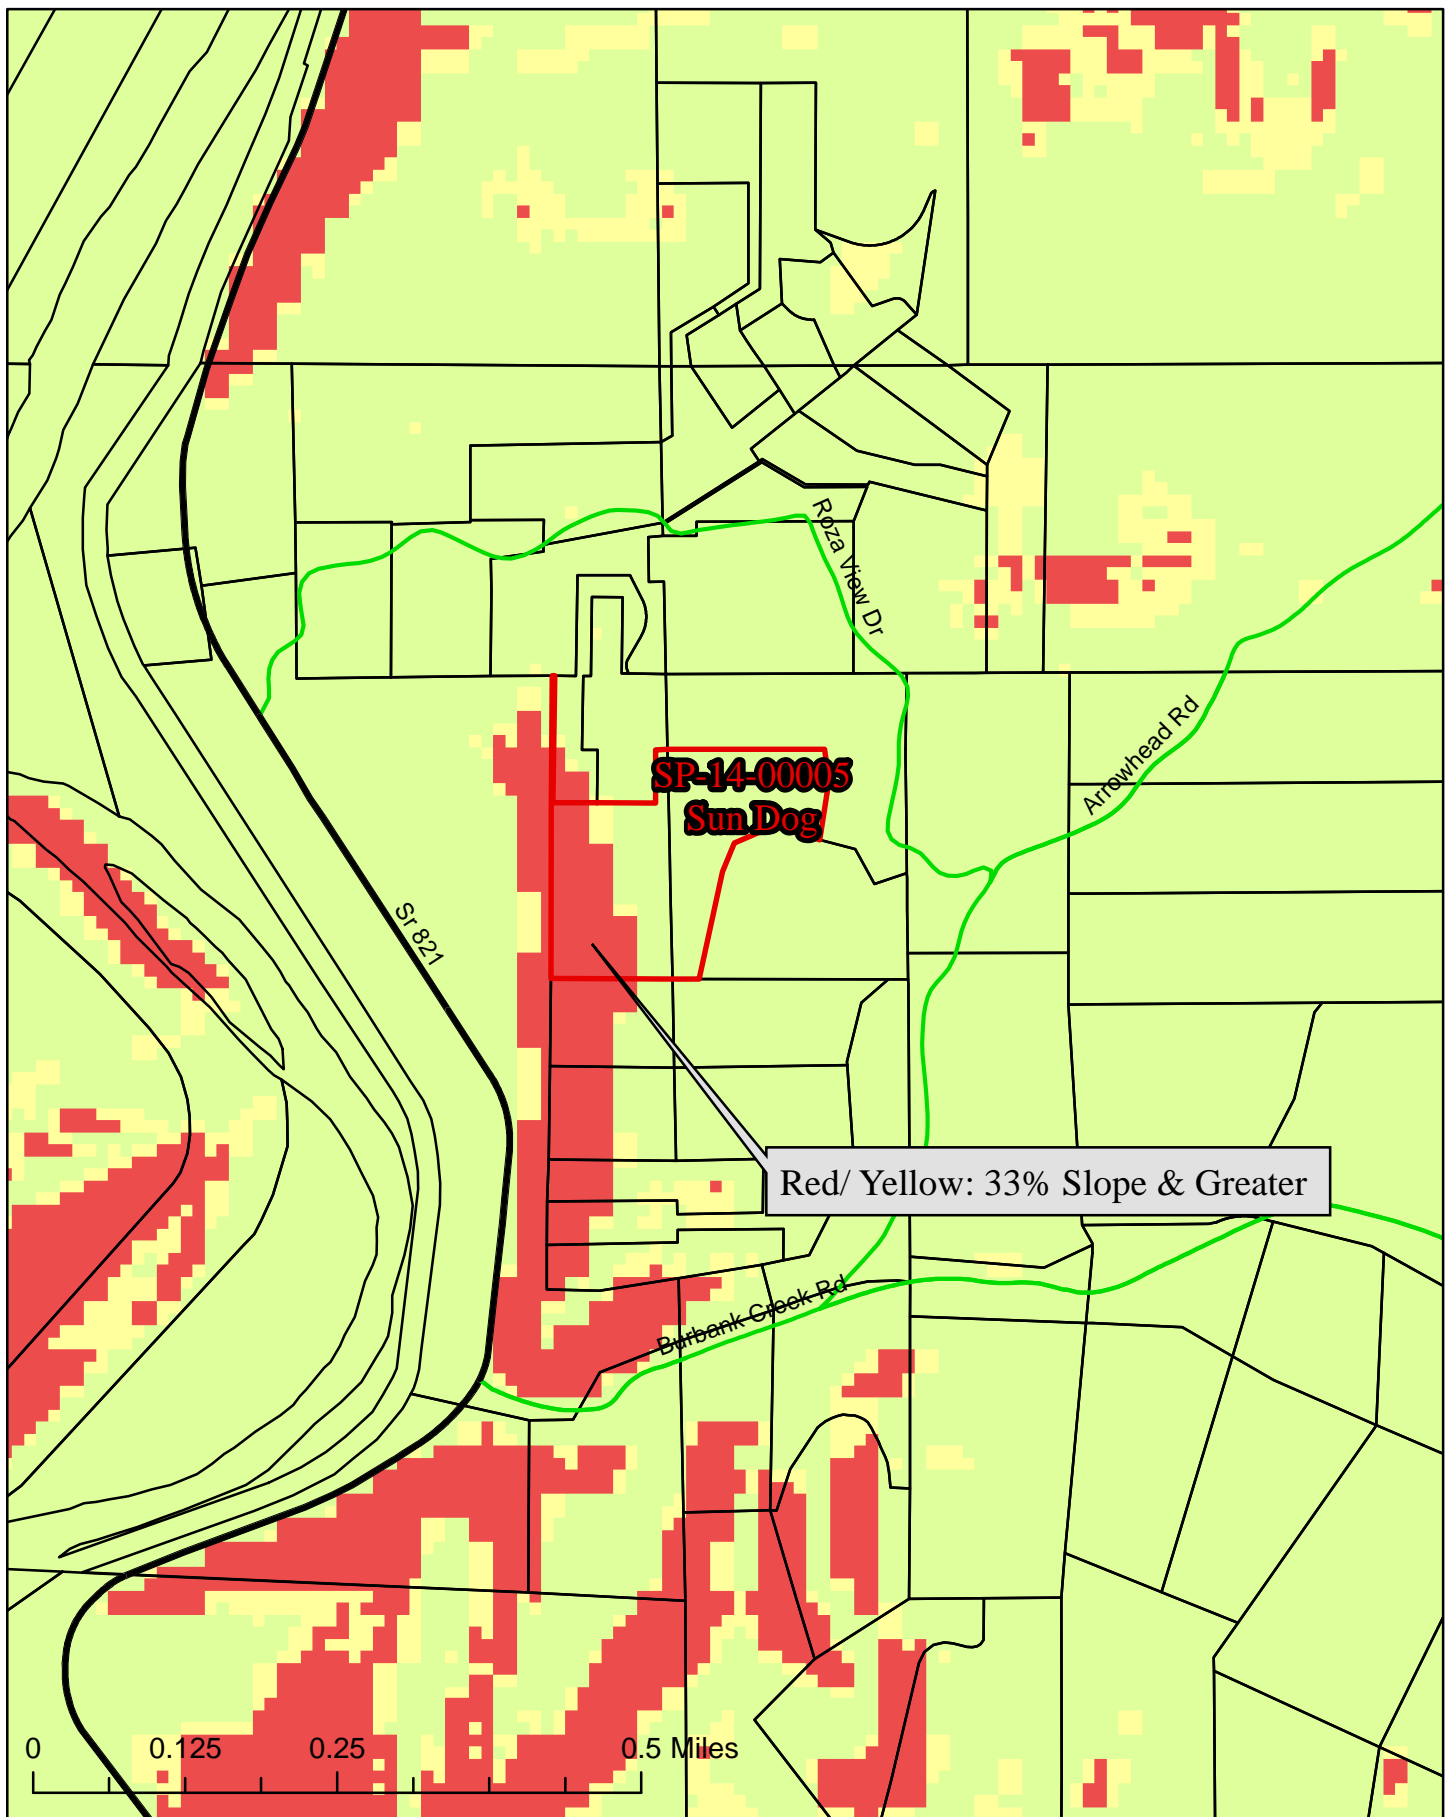 Roza View Dr
Arrowhead Rd
SP-14-00005
Sun Dog
Sr 821
Red/ Yellow: 33% Slope & Greater
Burbank Creek Rd
0 0.125 0.25 0.5 Miles